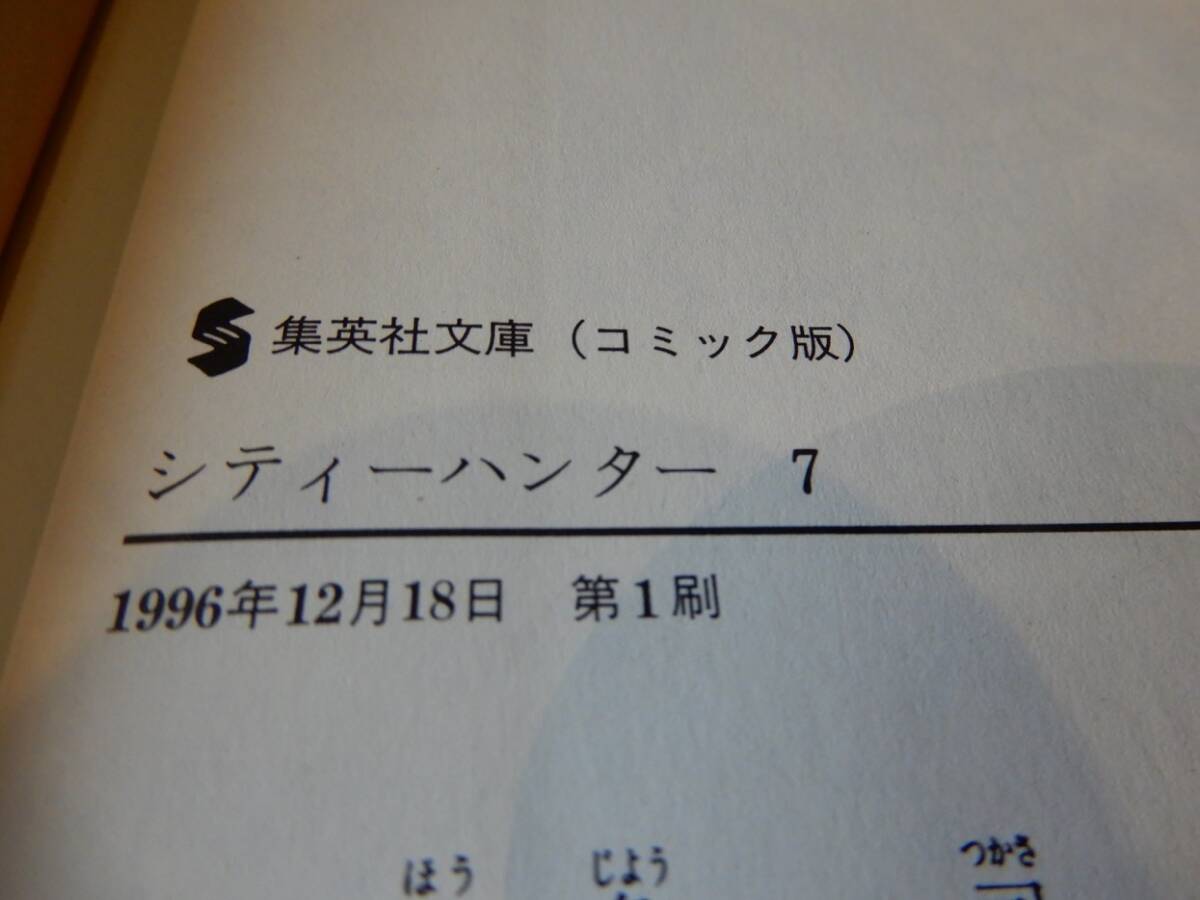 集英社文庫（コミック版）
シティーハンター 7
1996年12月18日 第1刷
ほう じよう つかさ